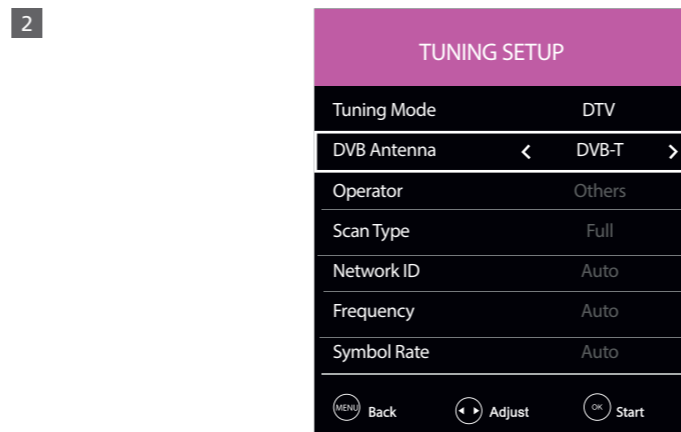 2
TUNING SETUP
Tuning Mode DTV
DVB Antenna < DVB-T >
Operator Others
Scan Type Full
Network ID Auto
Frequency Auto
Symbol Rate Auto
MENU Back Adjust OK Start